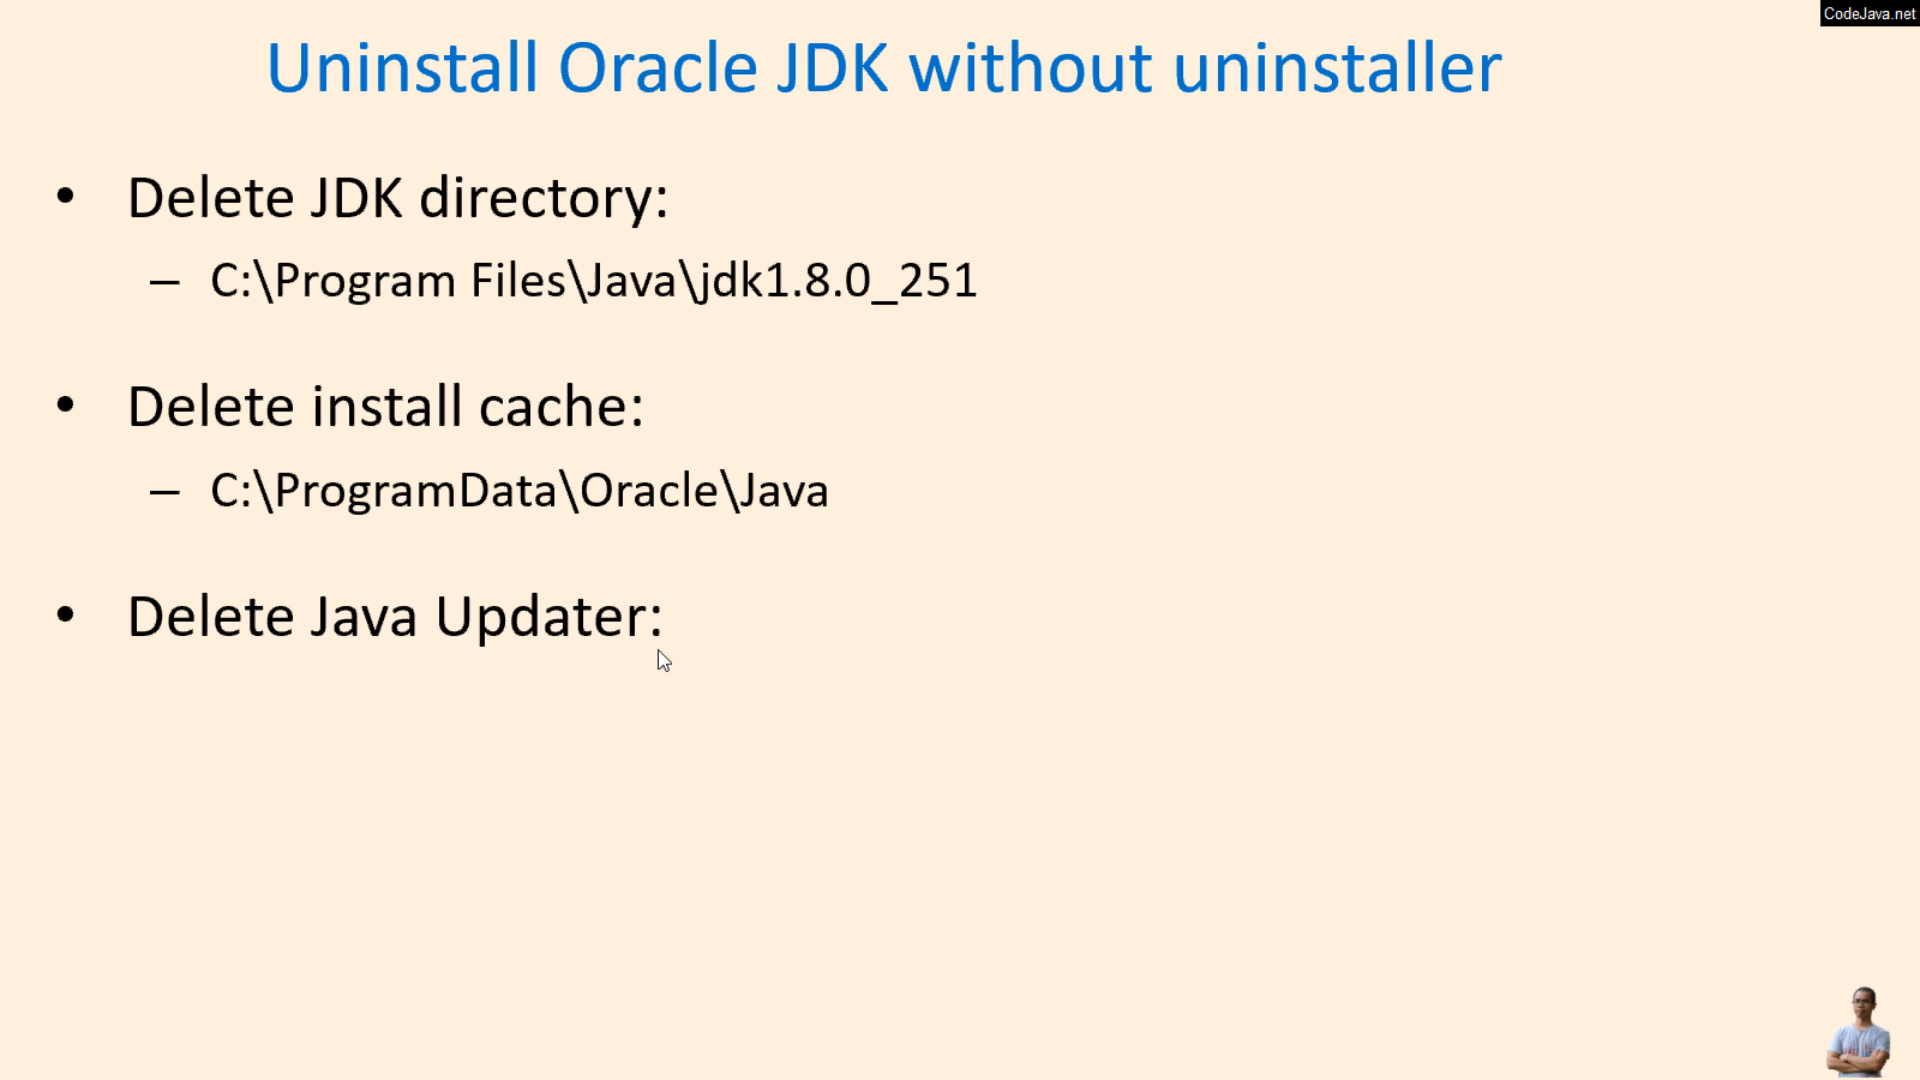 CodeJava.net
Uninstall Oracle JDK without uninstaller
• Delete JDK directory:
– C:\Program Files\Java\jdk1.8.0_251
• Delete install cache:
– C:\ProgramData\Oracle\Java
• Delete Java Updater: